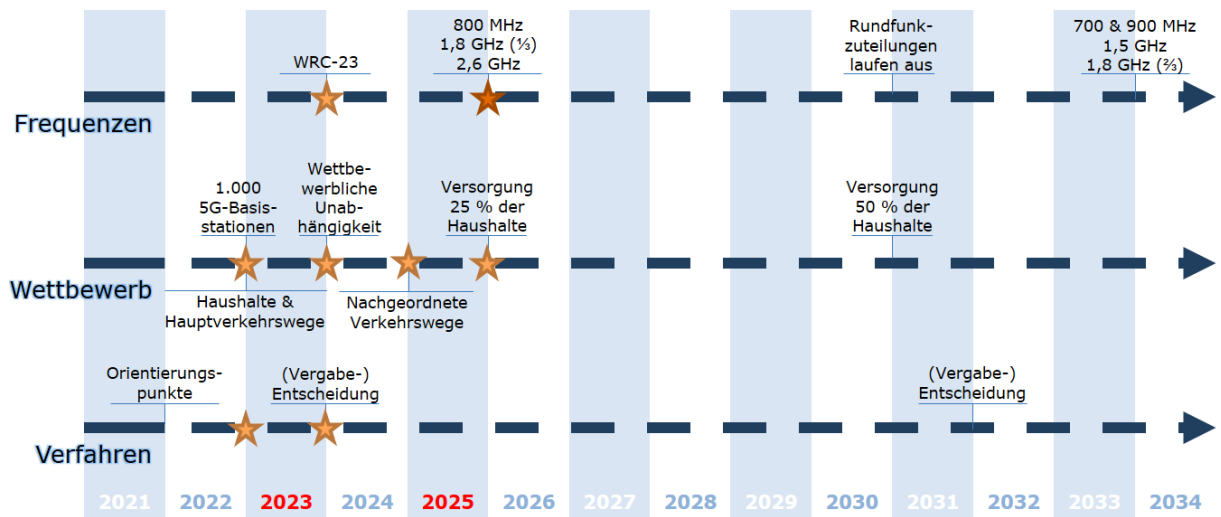 800 MHz
1,8 GHz (⅓)
2,6 GHz
WRC-23
Rundfunk-
zuteilungen
laufen aus
700 & 900 MHz
1,5 GHz
1,8 GHz (⅔)
Frequenzen
1.000
5G-Basis-
stationen
Wettbe-
werbliche
Unab-
hängigkeit
Versorgung
25 % der
Haushalte
Versorgung
50 % der
Haushalte
Wettbewerb
Haushalte &
Hauptverkehrswege
Nachgeordnete
Verkehrswege
Orientierungs-
punkte
(Vergabe-)
Entscheidung
(Vergabe-)
Entscheidung
Verfahren
2021 2022 2023 2024 2025 2026 2027 2028 2029 2030 2031 2032 2033 2034